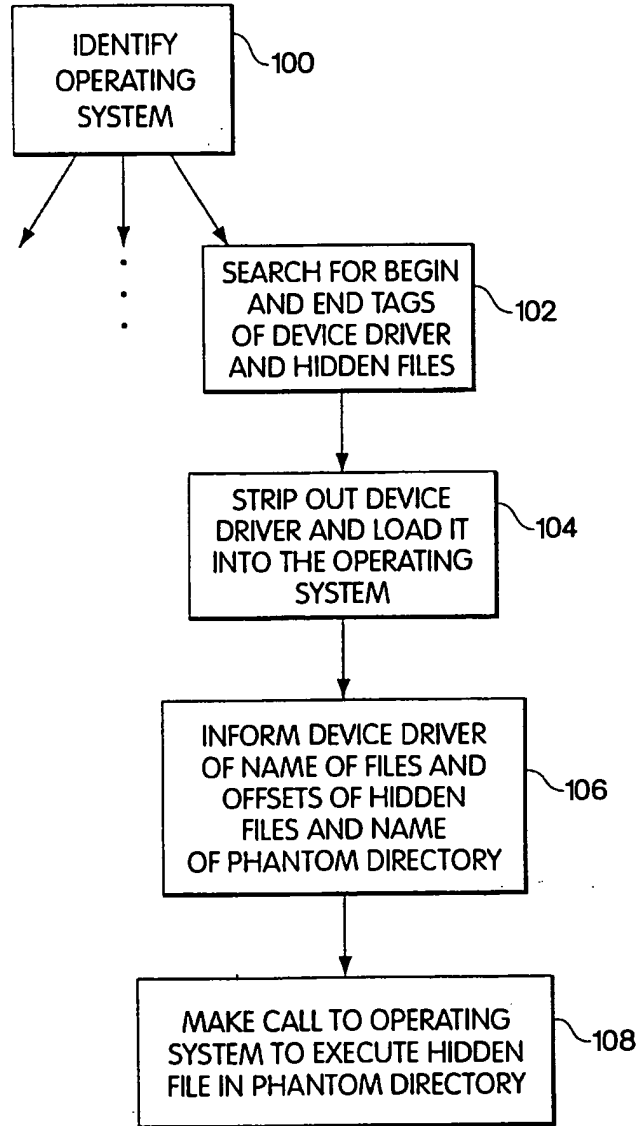 IDENTIFY
OPERATING
SYSTEM
100
SEARCH FOR BEGIN
AND END TAGS
OF DEVICE DRIVER
AND HIDDEN FILES
102
STRIP OUT DEVICE
DRIVER AND LOAD IT
INTO THE OPERATING
SYSTEM
104
INFORM DEVICE DRIVER
OF NAME OF FILES AND
OFFSETS OF HIDDEN
FILES AND NAME
OF PHANTOM DIRECTORY
106
MAKE CALL TO OPERATING
SYSTEM TO EXECUTE HIDDEN
FILE IN PHANTOM DIRECTORY
108